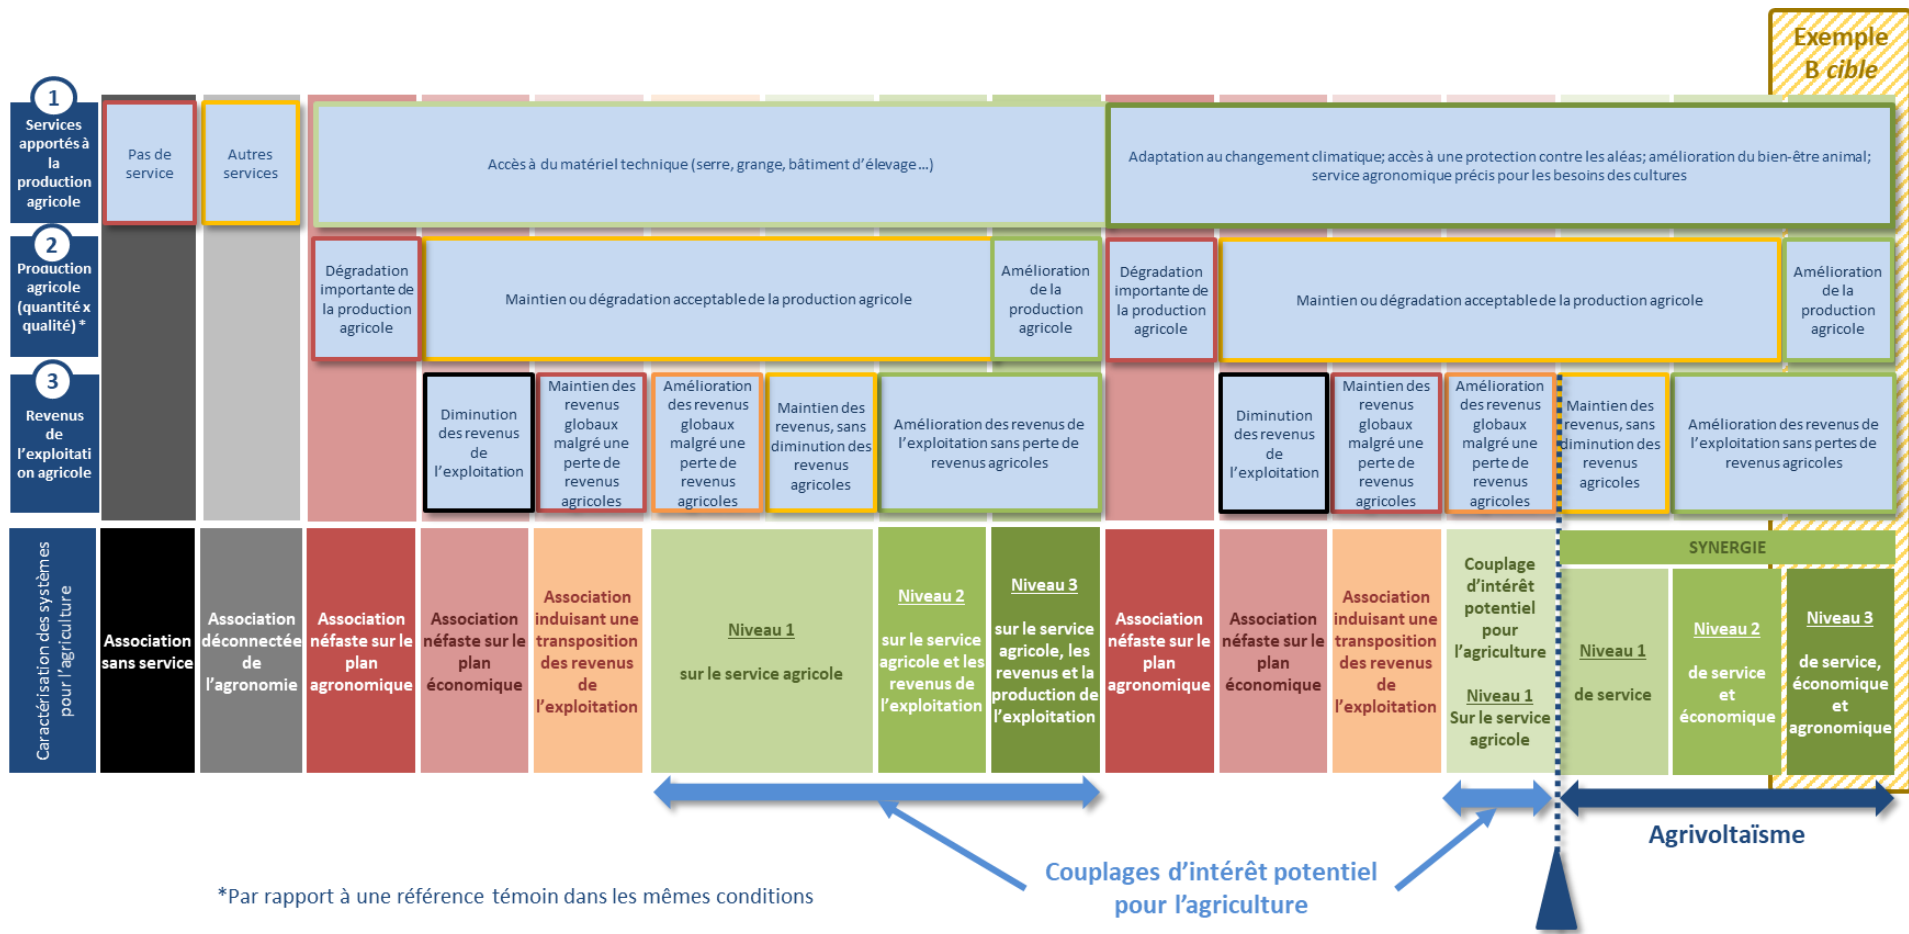 Exemple
B cible
1
Services
apportés à
la
production
agricole
Pas de
service
Autres
services
Accès à du matériel technique (serre, grange, bâtiment d'élevage…)
Adaptation au changement climatique; accès à une protection contre les aléas; amélioration du bien-être animal;
service agronomique précis pour les besoins des cultures
2
Production
agricole
(quantité x
qualité) *
Dégradation
importante de
la production
agricole
Maintien ou dégradation acceptable de la production agricole
Amélioration
de la
production
agricole
Dégradation
importante de
la production
agricole
Maintien ou dégradation acceptable de la production agricole
Amélioration
de la
production
agricole
3
Revenus
de
l'exploitati
on agricole
Diminution
des revenus
de
l'exploitation
Maintien des
revenus
globaux
malgré une
perte de
revenus
agricoles
Amélioration
des revenus
globaux
malgré une
perte de
revenus
agricoles
Maintien des
revenus, sans
diminution des
revenus
agricoles
Amélioration des revenus de
l'exploitation sans perte de
revenus agricoles
Diminution
des revenus
de
l'exploitation
Maintien des
revenus
globaux
malgré une
perte de
revenus
agricoles
Amélioration
des revenus
globaux
malgré une
perte de
revenus
agricoles
Maintien des
revenus, sans
diminution des
revenus
agricoles
Amélioration des revenus de
l'exploitation sans pertes de
revenus agricoles
Caractérisation des systèmes
pour l'agriculture
Association
sans service
Association
déconnectée
de
l'agronomie
Association
néfaste sur le
plan
agronomique
Association
néfaste sur le
plan
économique
Association
induisant une
transposition
des revenus
de
l'exploitation
Niveau 1
sur le service agricole
Niveau 2
sur le service
agricole et les
revenus de
l'exploitation
Niveau 3
sur le service
agricole, les
revenus et la
production de
l'exploitation
Association
néfaste sur le
plan
agronomique
Association
néfaste sur le
plan
économique
Association
induisant une
transposition
des revenus
de
l'exploitation
Couplage
d'intérêt
potentiel
pour
l'agriculture
Niveau 1
Sur le service
agricole
SYNERGIE
Niveau 1
de service
Niveau 2
de service
et
économique
Niveau 3
de service,
économique
et
agronomique
Agrivoltaïsme
Couplages d'intérêt potentiel
pour l'agriculture
*Par rapport à une référence témoin dans les mêmes conditions